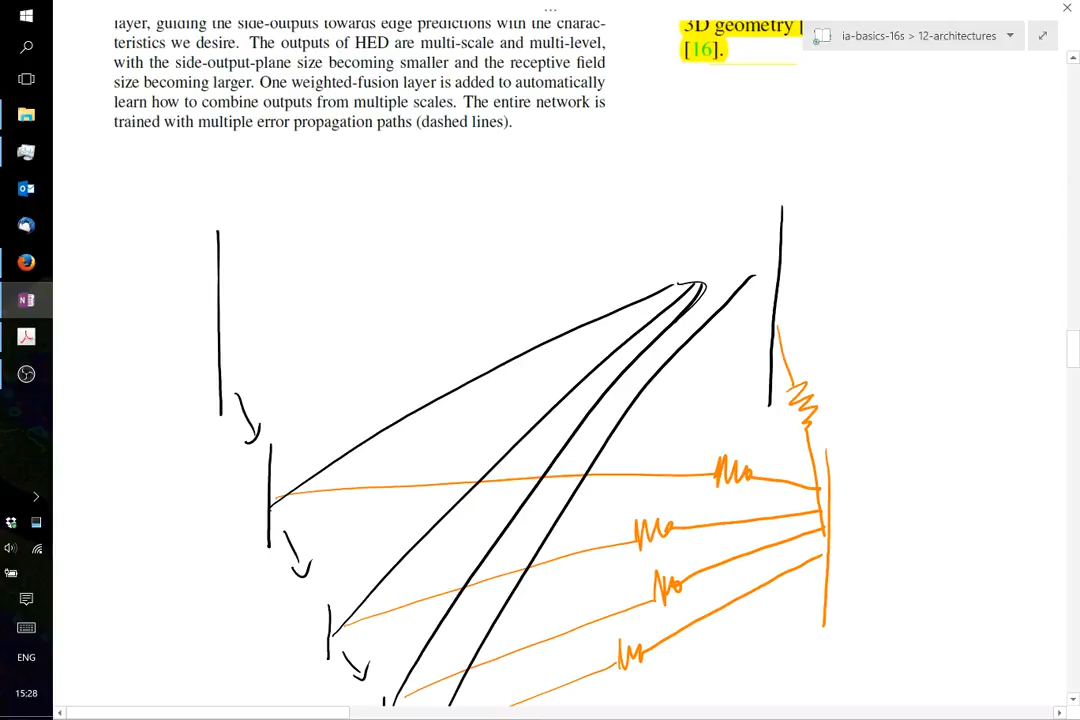 layer, guiding the side-outputs towards edge predictions with the charac-
teristics we desire. The outputs of HED are multi-scale and multi-level,
with the side-output-plane size becoming smaller and the receptive field
size becoming larger. One weighted-fusion layer is added to automatically
learn how to combine outputs from multiple scales. The entire network is
trained with multiple error propagation paths (dashed lines).
3D geometry [
[16].
ia-basics-16s > 12-architectures
ENG
15:28